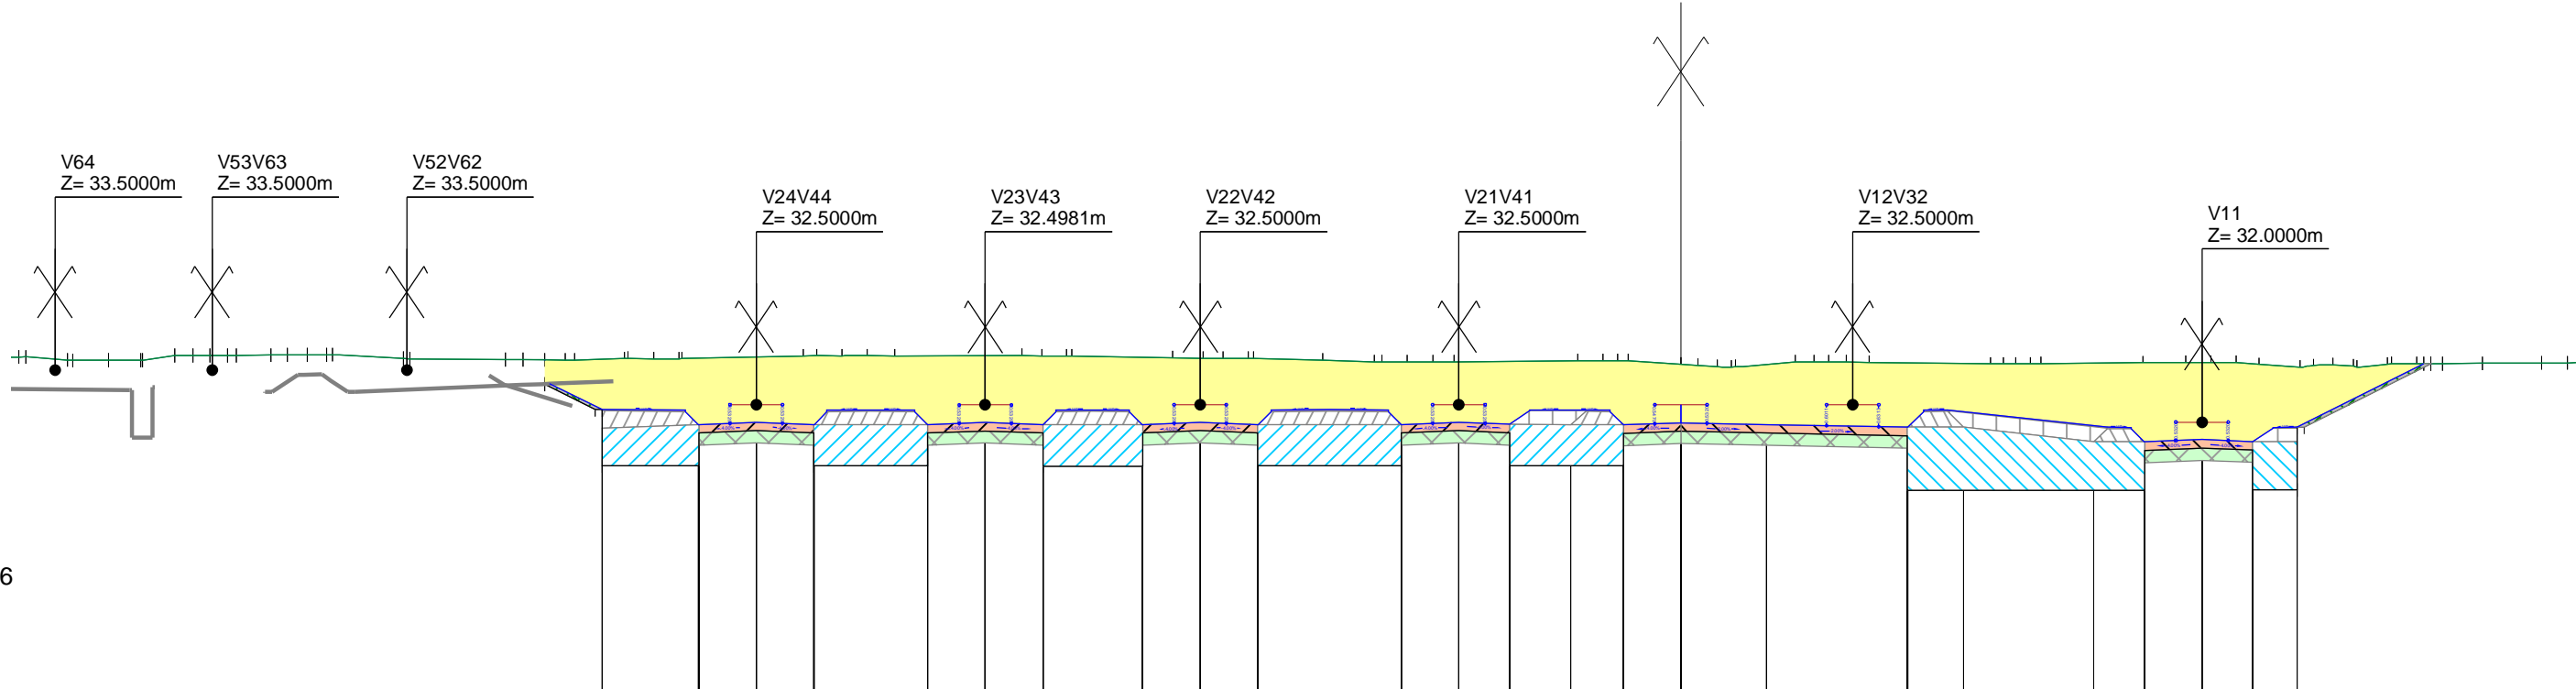 V64
Z= 33.5000m
V53V63
Z= 33.5000m
V52V62
Z= 33.5000m
V24V44
Z= 32.5000m
V23V43
Z= 32.4981m
V22V42
Z= 32.5000m
V21V41
Z= 32.5000m
V12V32
Z= 32.5000m
V11
Z= 32.0000m
6